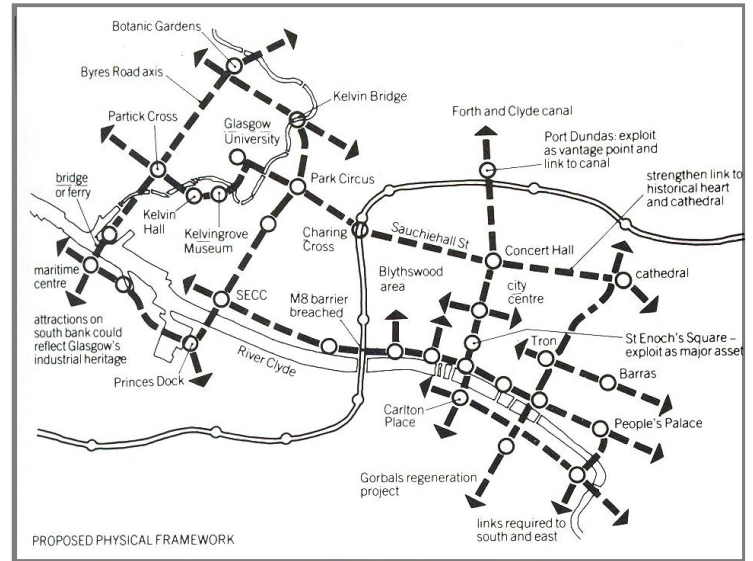 Botanic Gardens
Byres Road axis
Kelvin Bridge
Partick Cross
Glasgow
University
Forth and Clyde canal
Port Dundas: exploit
as vantage point and
link to canal
strengthen link to
historical heart
and cathedral
bridge
or ferry
Park Circus
Kelvin
Hall
Kelvingrove
Museum
Charing
Cross
Sauchiehall St
Concert Hall
maritime
centre
SECC
Blythswood
area
city
centre
cathedral
M8 barrier
breached
attractions on
south bank could
reflect Glasgow's
industrial heritage
River Clyde
Tron
St Enoch's Square –
exploit as major asset
Princes Dock
Barras
Carlton
Place
People's Palace
Gorbals regeneration
project
links required to
south and east
PROPOSED PHYSICAL FRAMEWORK